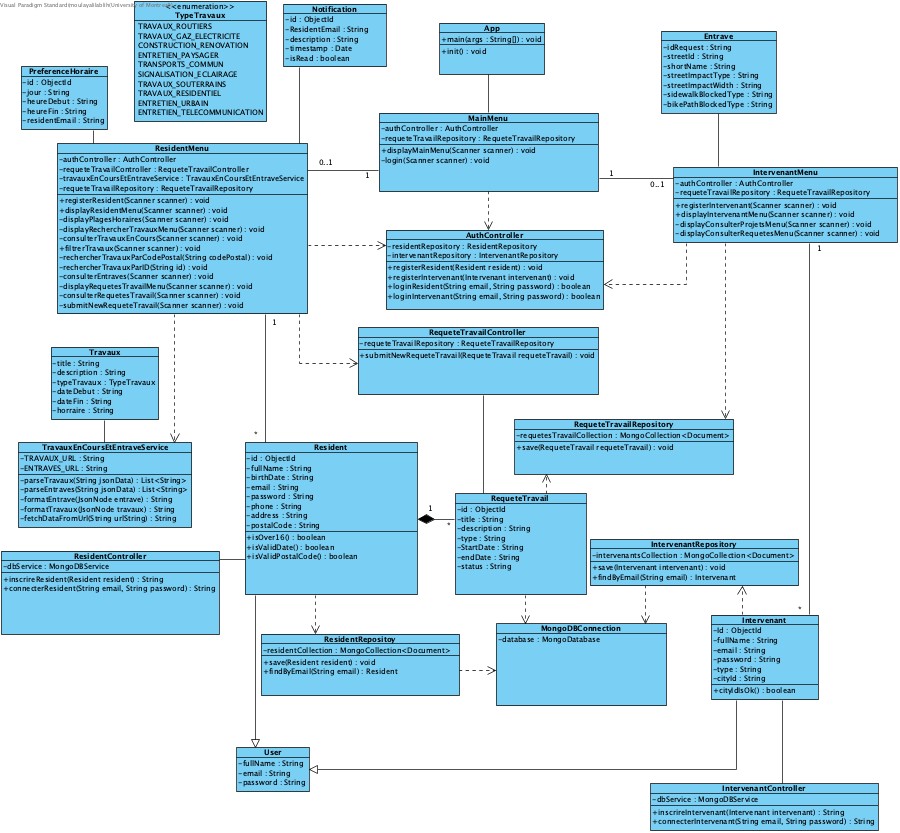 Visual Paradigm Standard(noulayallablih(University of Montreal
<<enumeration>>
TypeTravaux
TRAVAUX_ROUTIERS
TRAVAUX_GAZ_ELECTRICITE
CONSTRUCTION_RENOVATION
ENTRETIEN_PAYSAGER
TRANSPORTS_COMMUN
SIGNALISATION_ECLAIRAGE
TRAVAUX_SOUTERRAINS
TRAVAUX_RESIDENTIEL
ENTRETIEN_URBAIN
ENTRETIEN_TELECOMMUNICATION
Notification
-id : ObjectId
-ResidentEmail : String
-description : String
-timestamp : Date
-isRead : boolean
App
+main(args : String[]) : void
+init() : void
Entrave
-idRequest : String
-streetId : String
-shortName : String
-streetImpactType : String
-streetImpactWidth : String
-sidewalkBlockedType : String
-bikePathBlockedType : String
PreferenceHoraire
-id : ObjectId
-jour : String
-heureDebut : String
-heureFin : String
-residentEmail : String
MainMenu
-authController : AuthController
-requeteTravailRepository : RequeteTravailRepository
+displayMainMenu(Scanner scanner) : void
-login(Scanner scanner) : void
ResidentMenu
-authController : AuthController
-requeteTravailController : RequeteTravailController
-travauxEnCoursEtEntraveService : TravauxEnCoursEtEntraveService
-requeteTravailRepository : RequeteTravailRepository
+registerResident(Scanner scanner) : void
+displayResidentMenu(Scanner scanner) : void
-displayPlagesHoraires(Scanner scanner) : void
-displayRechercherTravauxMenu(Scanner scanner) : void
-consulterTravauxEnCours(Scanner scanner) : void
+filtrerTravaux(Scanner scanner) : void
-rechercherTravauxParCodePostal(String codePostal) : void
-rechercherTravauxParID(String id) : void
-consulterEntraves(Scanner scanner) : void
-displayRequetesTravailMenu(Scanner scanner) : void
-consulterRequetesTravail(Scanner scanner) : void
-submitNewRequeteTravail(Scanner scanner) : void
0..1
1
1
0..1
IntervenantMenu
-authController : AuthController
-requeteTravailRepository : RequeteTravailRepository
+registerIntervenant(Scanner scanner) : void
+displayIntervenantMenu(Scanner scanner) : void
-displayConsulterProjetsMenu(Scanner scanner) : void
-displayConsulterRequetesMenu(Scanner scanner) : void
1
AuthController
-residentRepository : ResidentRepository
-intervenantRepository : IntervenantRepository
+registerResident(Resident resident) : void
+registerIntervenant(Intervenant intervenant) : void
+loginResident(String email, String password) : boolean
+loginIntervenant(String email, String password) : boolean
1
RequeteTravailController
-requeteTravailRepository : RequeteTravailRepository
+submitNewRequeteTravail(RequeteTravail requeteTravail) : void
Travaux
-title : String
-description : String
-typeTravaux : TypeTravaux
-dateDebut : String
-dateFin : String
-horraire : String
RequeteTravailRepository
-requetesTravailCollection : MongoCollection<Document>
+save(RequeteTravail requeteTravail) : void
*
TravauxEnCoursEtEntraveService
-TRAVAUX_URL : String
-ENTRAVES_URL : String
-parseTravaux(String jsonData) : List<String>
-parseEntraves(String jsonData) : List<String>
-formatEntrave(JsonNode entrave) : String
-formatTravaux(JsonNode travaux) : String
-fetchDataFromUrl(String urlString) : String
Resident
-id : ObjectId
-fullName : String
-birthDate : String
-email : String
-password : String
-phone : String
-address : String
-postalCode : String
+isOver16() : boolean
+isValidDate() : boolean
+isValidPostalCode() : boolean
1
*
RequeteTravail
-id : ObjectId
-title : String
-description : String
-type : String
-StartDate : String
-endDate : String
-status : String
IntervenantRepository
-intervenantsCollection : MongoCollection<Document>
+save(Intervenant intervenant) : void
+findByEmail(String email) : Intervenant
ResidentController
-dbService : MongoDBService
+inscrireResident(Resident resident) : String
+connecterResident(String email, String password) : String
*
Intervenant
-Id : ObjectId
-fullName : String
-email : String
-password : String
-type : String
-cityId : String
+cityIdIsOk() : boolean
MongoDBConnection
-database : MongoDatabase
ResidentRepositoy
-residentCollection : MongoCollection<Document>
+save(Resident resident) : void
+findByEmail(String email) : Resident
User
-fullName : String
-email : String
-password : String
IntervenantController
-dbService : MongoDBService
+inscrireIntervenant(Intervenant intervenant) : String
+connecterIntervenant(String email, String password) : String